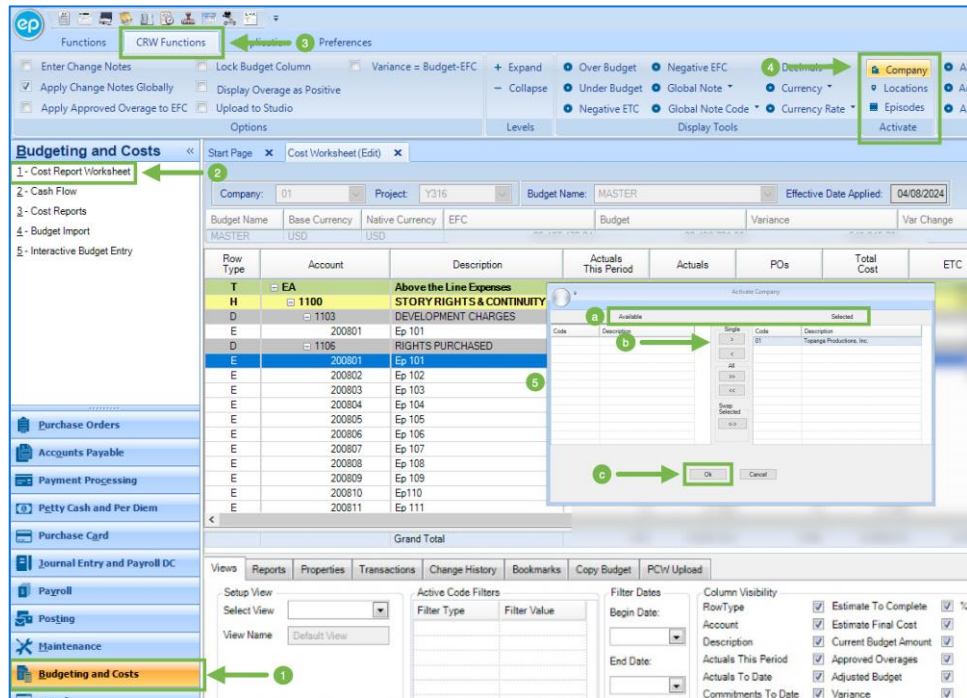 ep
Functions CRW Functions 3 Preferences
Enter Change Notes Lock Budget Column Variance = Budget-EFC + Expand Over Budget Negative EFC 4 Decimals Company
Apply Change Notes Globally Display Overage as Positive - Collapse Under Budget Global Note Currency Locations
Apply Approved Overage to EFC Upload to Studio Negative ETC Global Note Code Currency Rate Episodes
Options Levels Display Tools Activate
Budgeting and Costs « Start Page X Cost Worksheet(Edit) X
1 - Cost Report Worksheet 2
2 - Cash Flow
3 - Cost Reports
4 - Budget Import
5 - Interactive Budget Entry
Company: 01 Project: Y316 Budget Name: MASTER Effective Date Applied: 04/08/2024
Budget Name Base Currency Native Currency EFC Budget Variance Var Change
MASTER USD USD
Row Type Account Description Actuals This Period Actuals POs Total Cost ETC
T EA Above the Line Expenses
H 1100 STORY RIGHTS & CONTINUITY
D 1103 DEVELOPMENT CHARGES
E 200801 Ep 101
D 1106 RIGHTS PURCHASED
E 200801 Ep 101
E 200802 Ep 102
E 200803 Ep 103
E 200804 Ep 104
E 200805 Ep 105
E 200806 Ep 106
E 200807 Ep 107
E 200808 Ep 108
E 200809 Ep 109
E 200810 Ep110
E 200811 Ep 111
Grand Total
Activate Company
a Available Selected
Code Description Single Code Description
b > 01 Topanga Productions, Inc.
<
All
>>
<<
5
Swap Selected
<>
c Ok Cancel
Purchase Orders
Accounts Payable
Payment Processing
Petty Cash and Per Diem
Purchase Card
Journal Entry and Payroll DC
Payroll
Posting
Maintenance
Budgeting and Costs 1
Views Reports Properties Transactions Change History Bookmarks Copy Budget PCW Upload
Setup View Active Code Filters Filter Dates Column Visibility
Select View Filter Type Filter Value Begin Date: RowType Estimate To Complete %
View Name Default View Account Estimate Final Cost
Description Current Budget Amount
End Date: Actuals This Period Approved Overages
Actuals To Date Adjusted Budget
Commitments To Date Variance